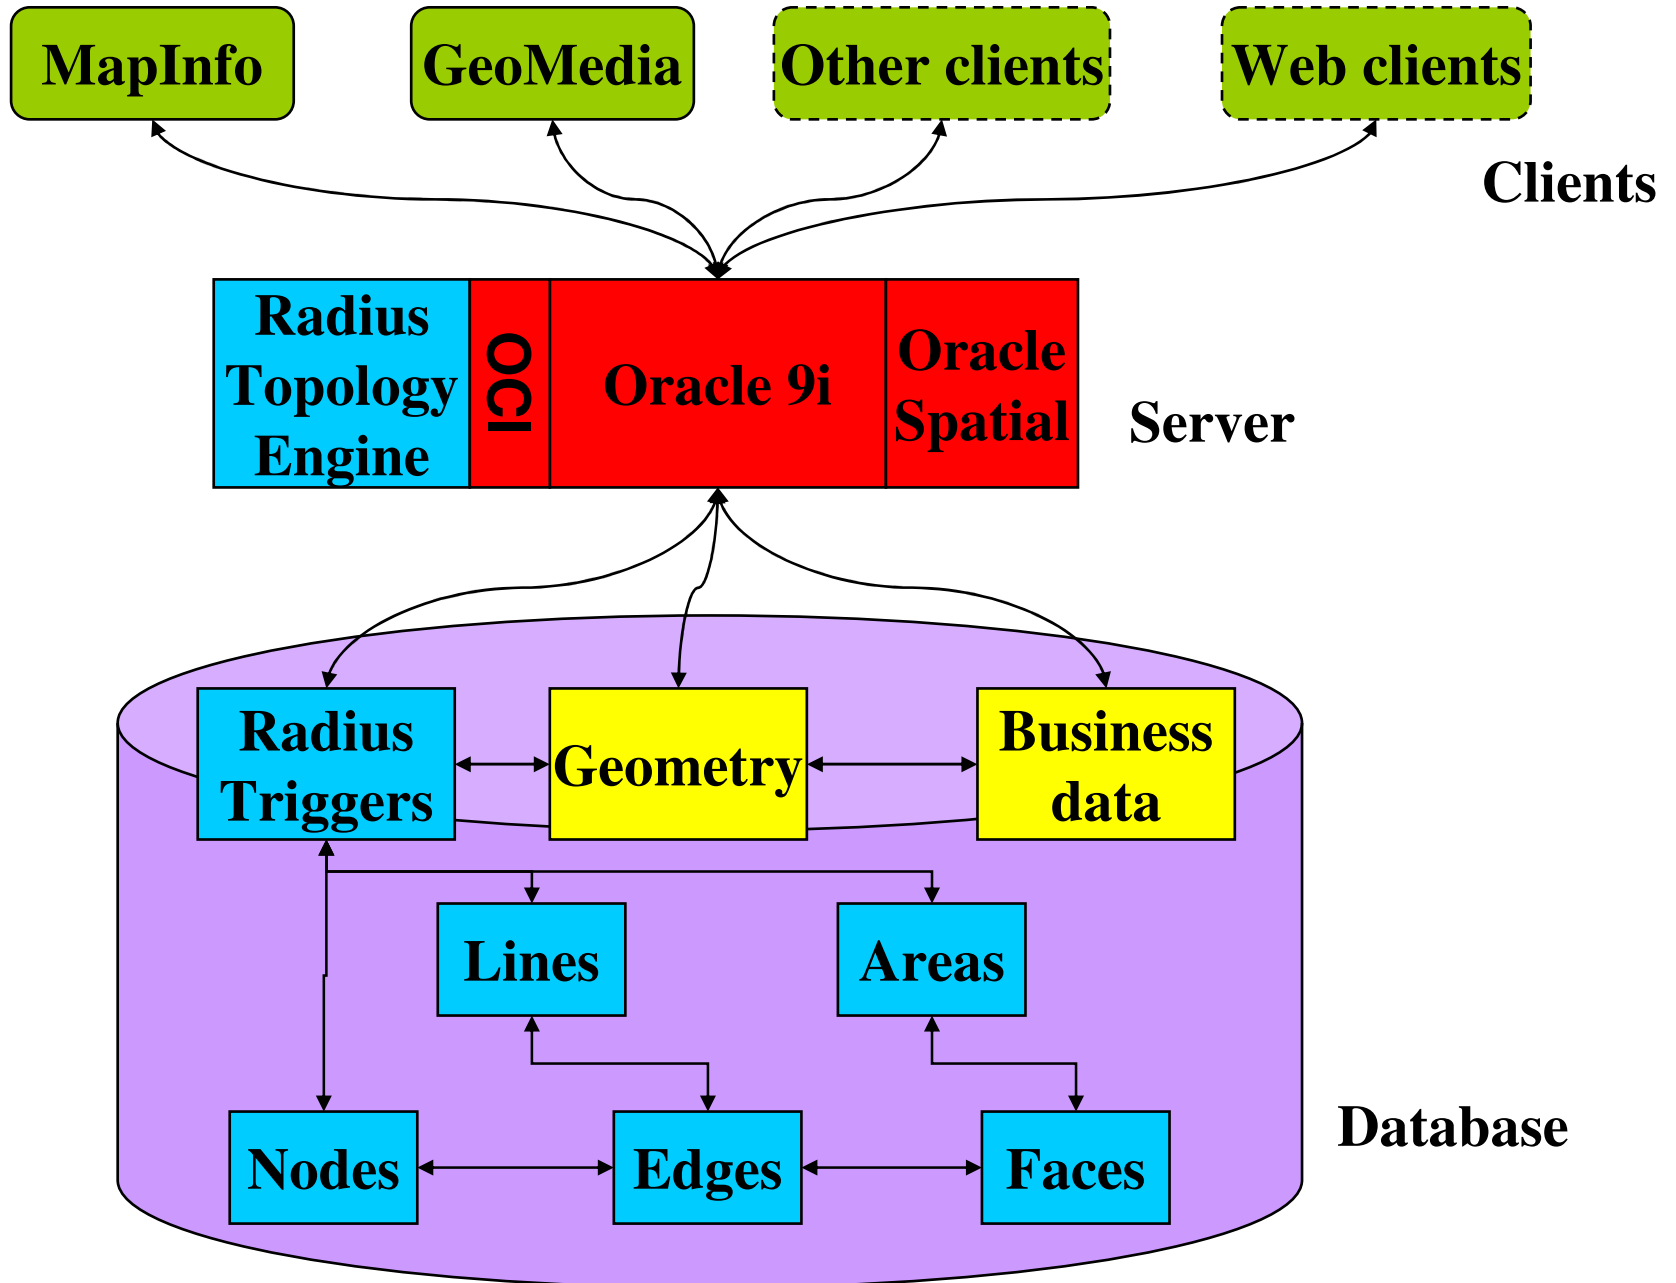 MapInfo
GeoMedia
Other clients
Web clients
Clients
Radius
Topology
Engine
OCI
Oracle 9i
Oracle
Spatial
Server
Radius
Triggers
Geometry
Business
data
Lines
Areas
Database
Nodes
Edges
Faces